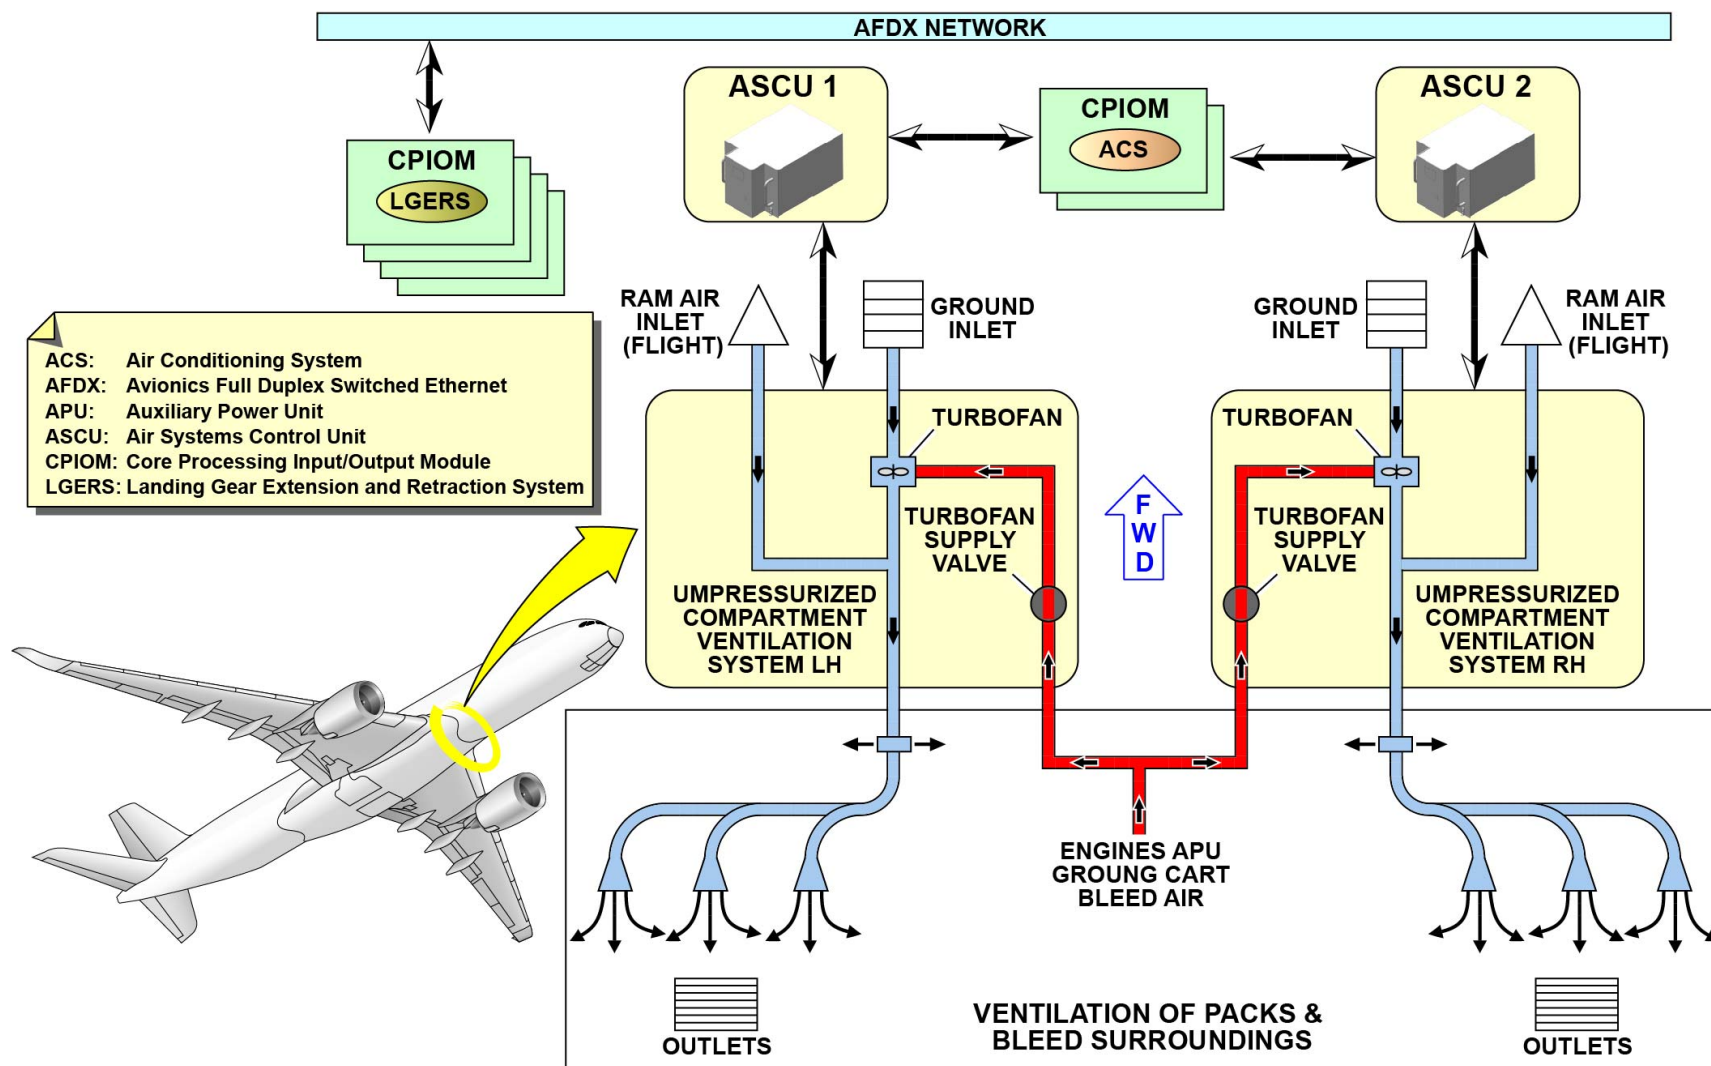 AFDX NETWORK
ASCU 1
ASCU 2
CPIOM
ACS
CPIOM
LGERS
RAM AIR
INLET
(FLIGHT)
GROUND
INLET
GROUND
INLET
RAM AIR
INLET
(FLIGHT)
ACS: Air Conditioning System
AFDX: Avionics Full Duplex Switched Ethernet
APU: Auxiliary Power Unit
ASCU: Air Systems Control Unit
CPIOM: Core Processing Input/Output Module
LGERS: Landing Gear Extension and Retraction System
TURBOFAN
TURBOFAN
TURBOFAN
SUPPLY
VALVE
F
W
D
TURBOFAN
SUPPLY
VALVE
UMPRESSURIZED
COMPARTMENT
VENTILATION
SYSTEM LH
UMPRESSURIZED
COMPARTMENT
VENTILATION
SYSTEM RH
ENGINES APU
GROUNG CART
BLEED AIR
VENTILATION OF PACKS &
BLEED SURROUNDINGS
OUTLETS
OUTLETS